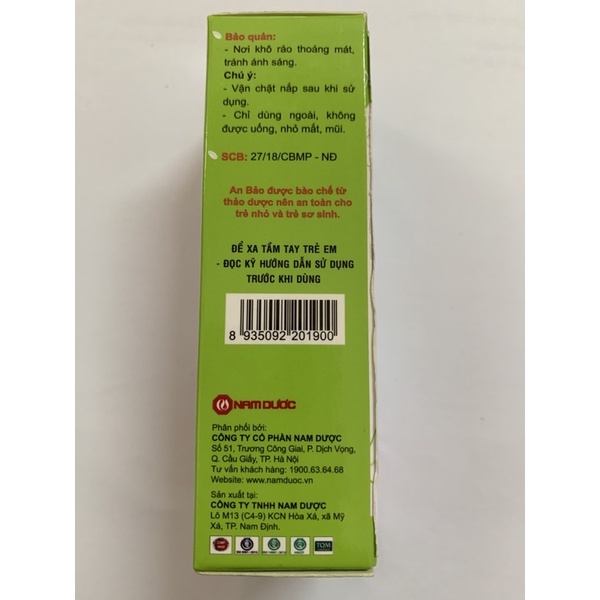 Bảo quản:
- Nơi khô ráo thoáng mát,
tránh ánh sáng.
Chú ý:
- Vặn chặt nắp sau khi sử
dụng.
- Chỉ dùng ngoài, không
được uống, nhỏ mắt, mũi.
SCB: 27/18/CBMP - NĐ
An Bảo được bào chế từ
thảo dược nên an toàn cho
trẻ nhỏ và trẻ sơ sinh.
ĐỂ XA TẦM TAY TRẺ EM
- ĐỌC KỸ HƯỚNG DẪN SỬ DỤNG
TRƯỚC KHI DÙNG
8 935092 201900
NAM DƯỢC
Phân phối bởi:
CÔNG TY CỔ PHẦN NAM DƯỢC
Số 51, Trương Công Giai, P. Dịch Vọng,
Q. Cầu Giấy, TP. Hà Nội
Tư vấn khách hàng: 1900.63.64.68
Website: www.namduoc.vn
Sản xuất tại:
CÔNG TY TNHH NAM DƯỢC
Lô M13 (C4-9) KCN Hòa Xá, xã Mỹ
Xá, TP. Nam Định.
TQM